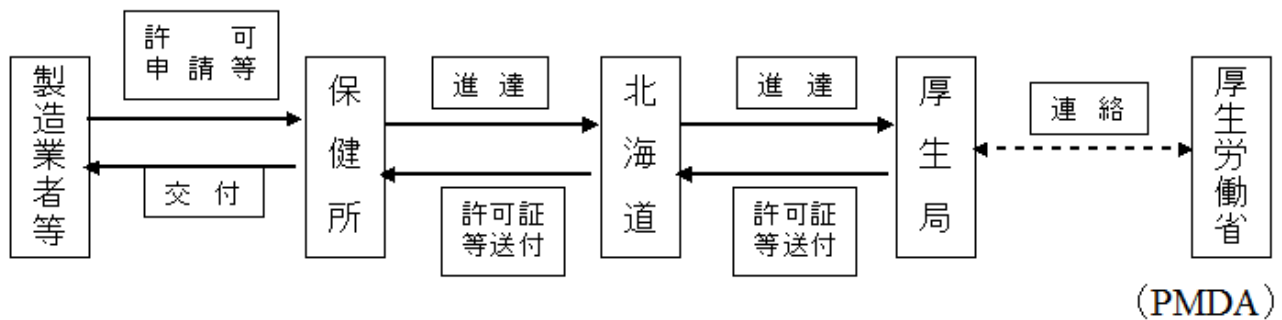 製造業者等
許可
申請等
交付
保健所
進達
許可証
等送付
北海道
進達
許可証
等送付
厚生局
連絡
厚生労働省
（PMDA）